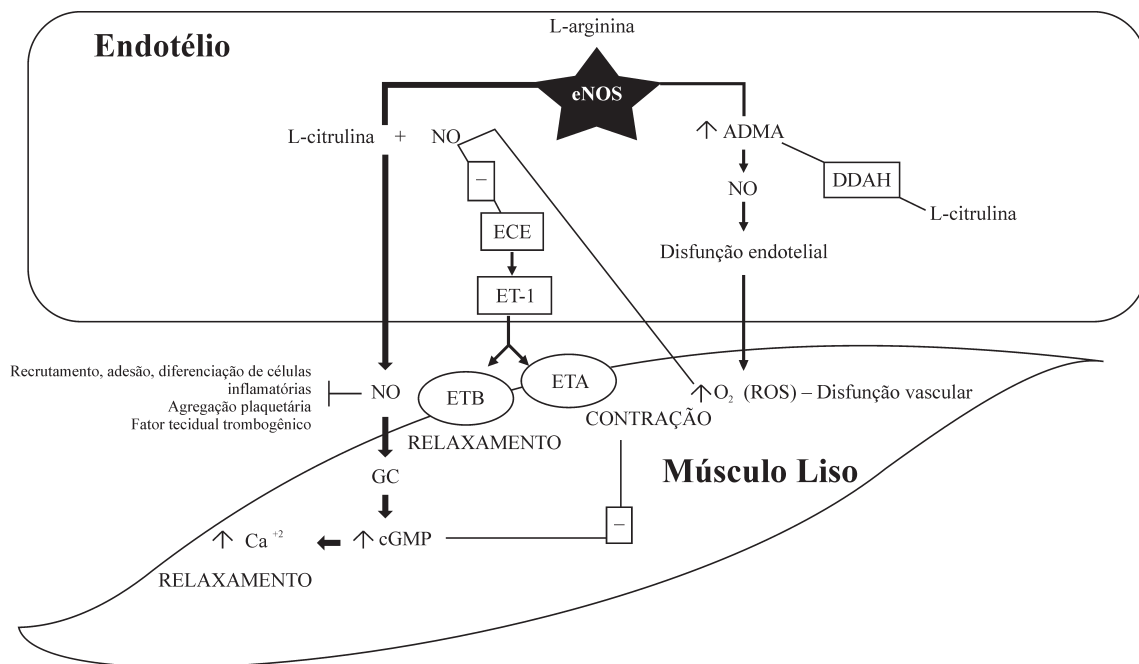 L-arginina
Endotélio
eNOS
L-citrulina + NO
↑ ADMA
−
DDAH
NO
L-citrulina
ECE
Disfunção endotelial
ET-1
Recrutamento, adesão, diferenciação de células
inflamatórias
Agregação plaquetária
Fator tecidual trombogênico
NO
ETB
ETA
↑O₂ (ROS) – Disfunção vascular
CONTRAÇÃO
RELAXAMENTO
Músculo Liso
GC
↑ Ca +2
↑ cGMP
−
RELAXAMENTO